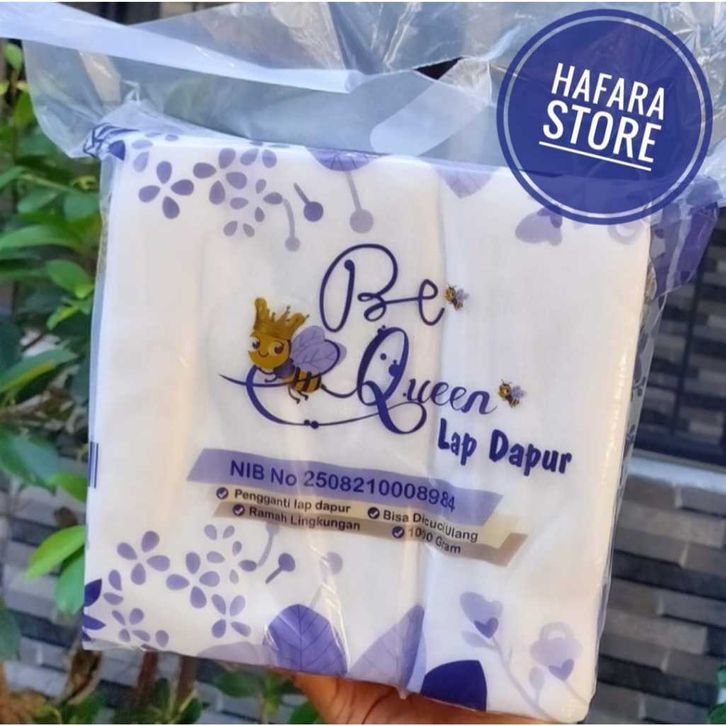 HAFARA
STORE
Be
Queen
Lap Dapur
NIB No 2508210008984
Pengganti lap dapur
Bisa Dicuci Ulang
Ramah Lingkungan
1000 Gram